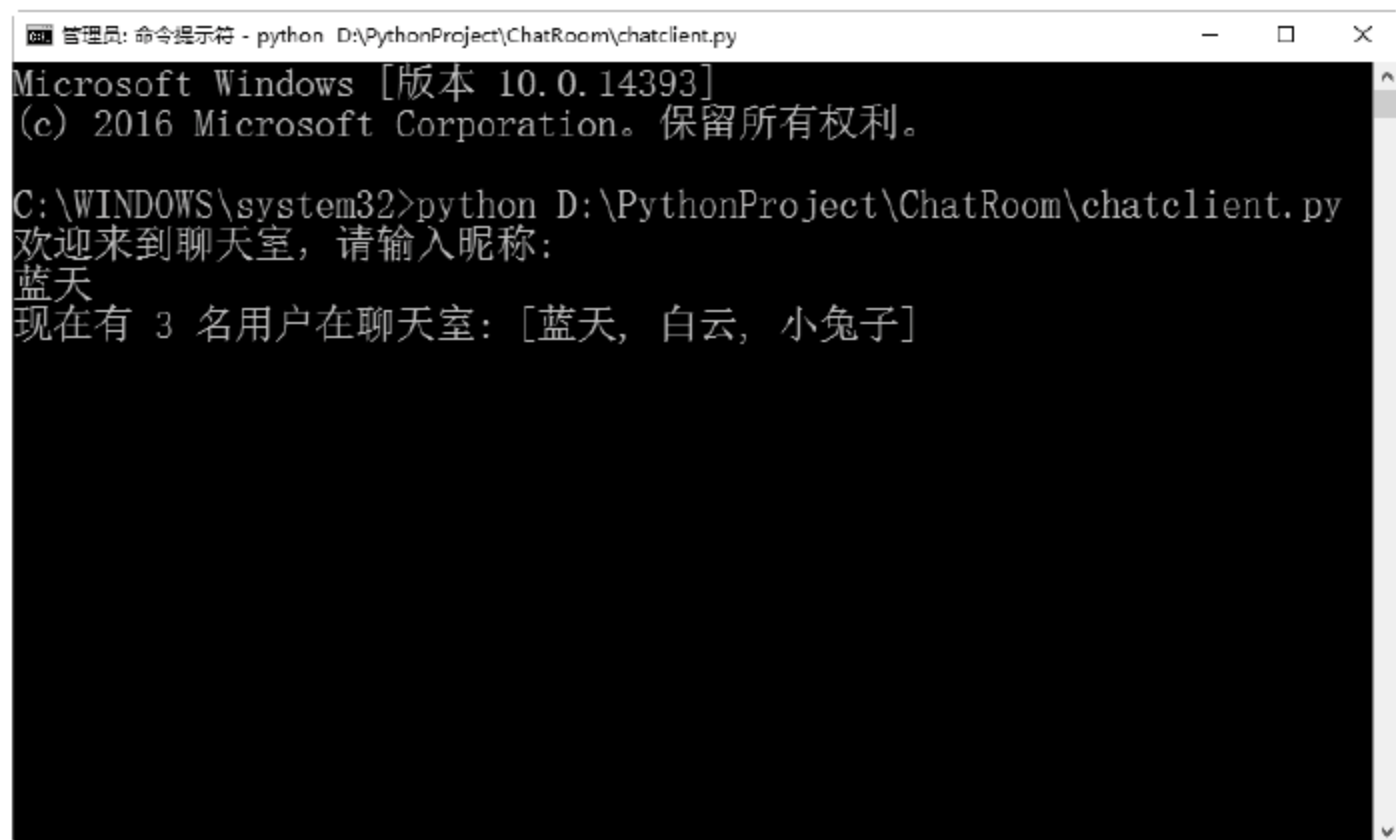 管理员: 命令提示符 - python  D:\PythonProject\ChatRoom\chatclient.py
Microsoft Windows [版本 10.0.14393]
(c) 2016 Microsoft Corporation。保留所有权利。
C:\WINDOWS\system32>python D:\PythonProject\ChatRoom\chatclient.py
欢迎来到聊天室，请输入昵称:
蓝天
现在有 3 名用户在聊天室: [蓝天, 白云, 小兔子]